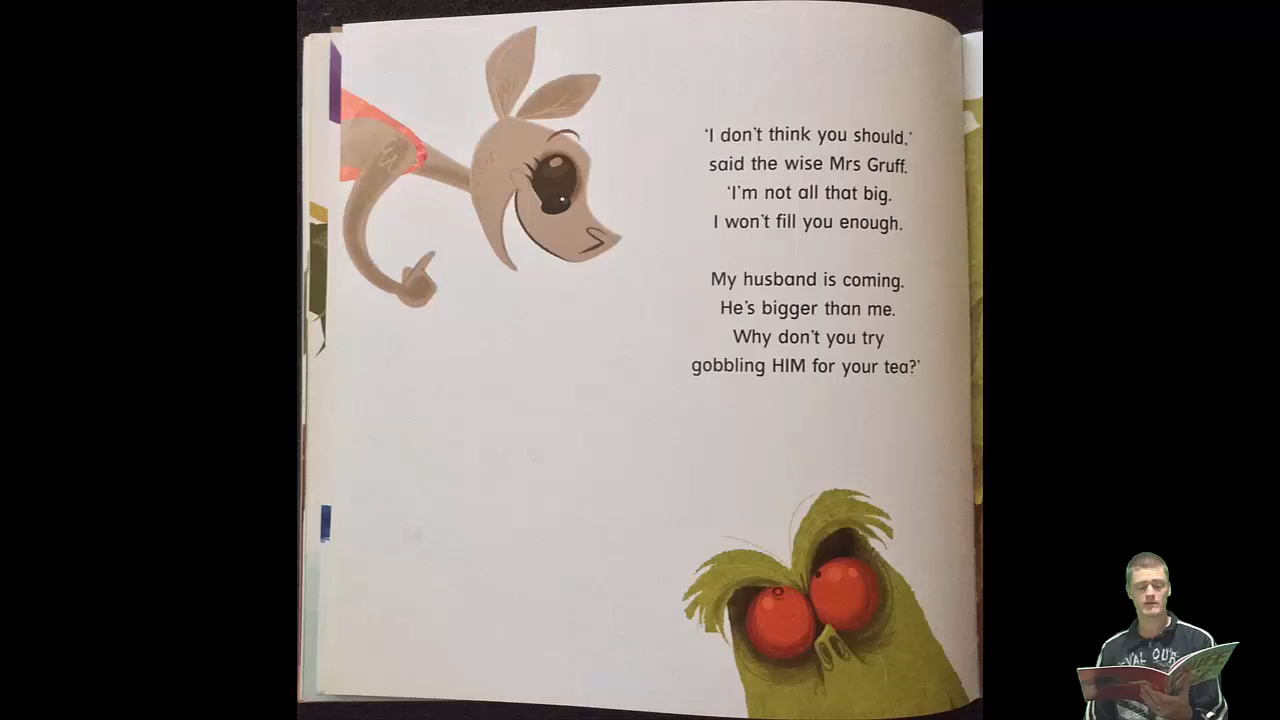 ‘I don't think you should,’
said the wise Mrs Gruff.
‘I'm not all that big.
I won't fill you enough.
My husband is coming.
He's bigger than me.
Why don't you try
gobbling HIM for your tea?’